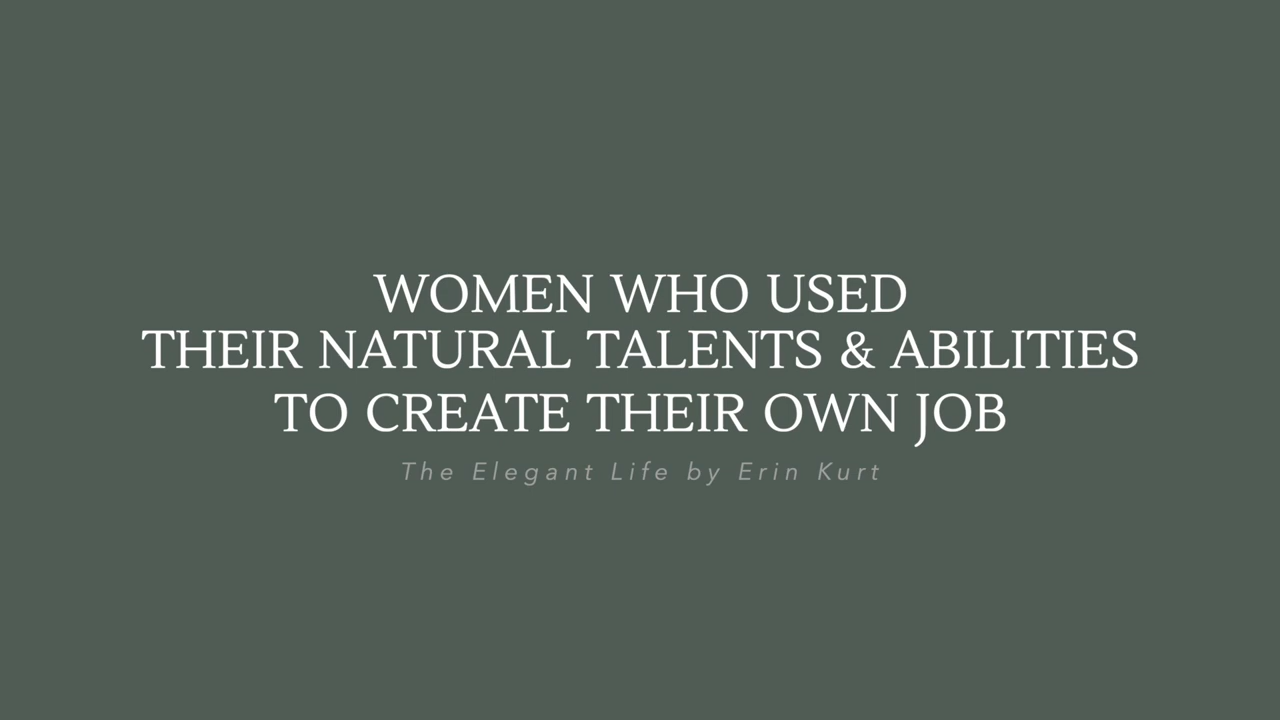 WOMEN WHO USED
THEIR NATURAL TALENTS & ABILITIES
TO CREATE THEIR OWN JOB
The Elegant Life by Erin Kurt